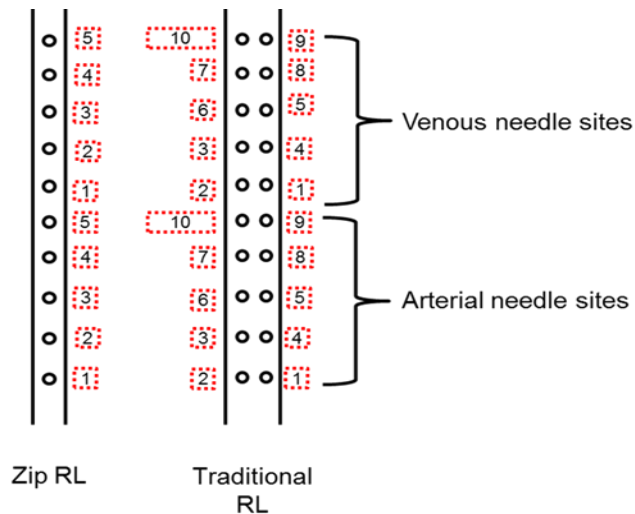 5 10 9
4 7 8
3 6 5
2 3 4
Venous needle sites
1 2 1
5 10 9
4 7 8
3 6 5
Arterial needle sites
2 3 4
1 2 1
Zip RL
Traditional
RL